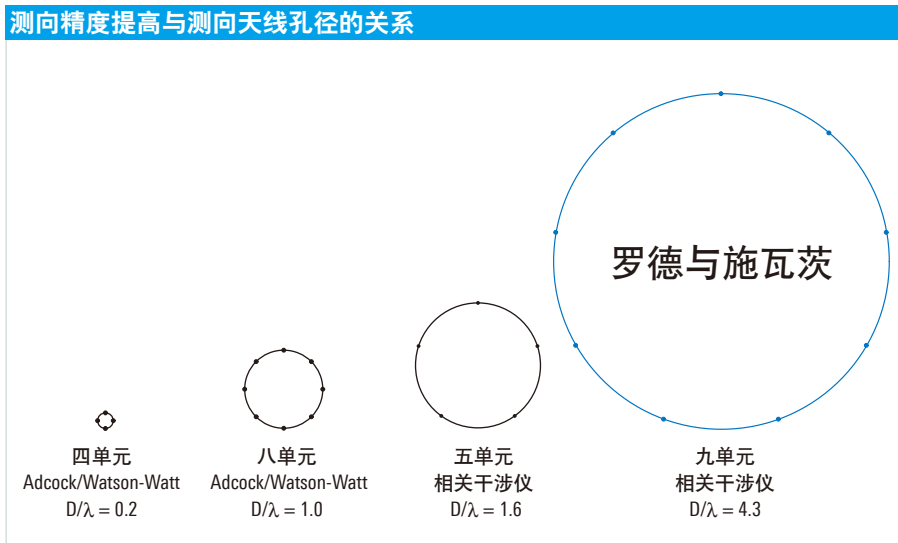 测向精度提高与测向天线孔径的关系
罗德与施瓦茨
四单元
Adcock/Watson-Watt
D/λ = 0.2
八单元
Adcock/Watson-Watt
D/λ = 1.0
五单元
相关干涉仪
D/λ = 1.6
九单元
相关干涉仪
D/λ = 4.3